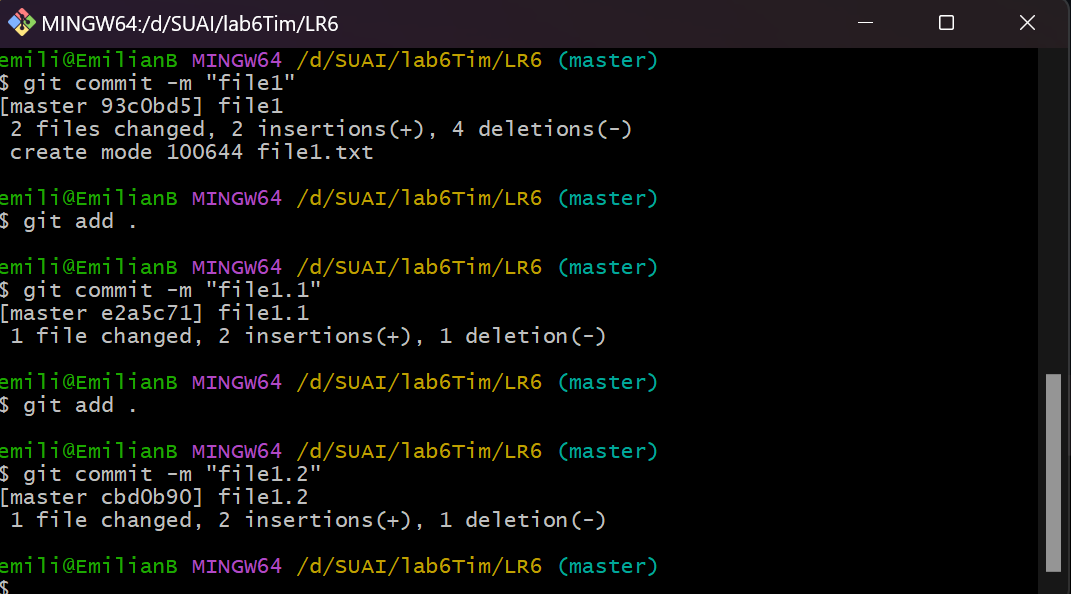 MINGW64:/d/SUAI/lab6Tim/LR6
emili@EmilianB MINGW64 /d/SUAI/lab6Tim/LR6 (master)
$ git commit -m "file1"
[master 93c0bd5] file1
 2 files changed, 2 insertions(+), 4 deletions(-)
 create mode 100644 file1.txt
emili@EmilianB MINGW64 /d/SUAI/lab6Tim/LR6 (master)
$ git add .
emili@EmilianB MINGW64 /d/SUAI/lab6Tim/LR6 (master)
$ git commit -m "file1.1"
[master e2a5c71] file1.1
 1 file changed, 2 insertions(+), 1 deletion(-)
emili@EmilianB MINGW64 /d/SUAI/lab6Tim/LR6 (master)
$ git add .
emili@EmilianB MINGW64 /d/SUAI/lab6Tim/LR6 (master)
$ git commit -m "file1.2"
[master cbd0b90] file1.2
 1 file changed, 2 insertions(+), 1 deletion(-)
emili@EmilianB MINGW64 /d/SUAI/lab6Tim/LR6 (master)
$